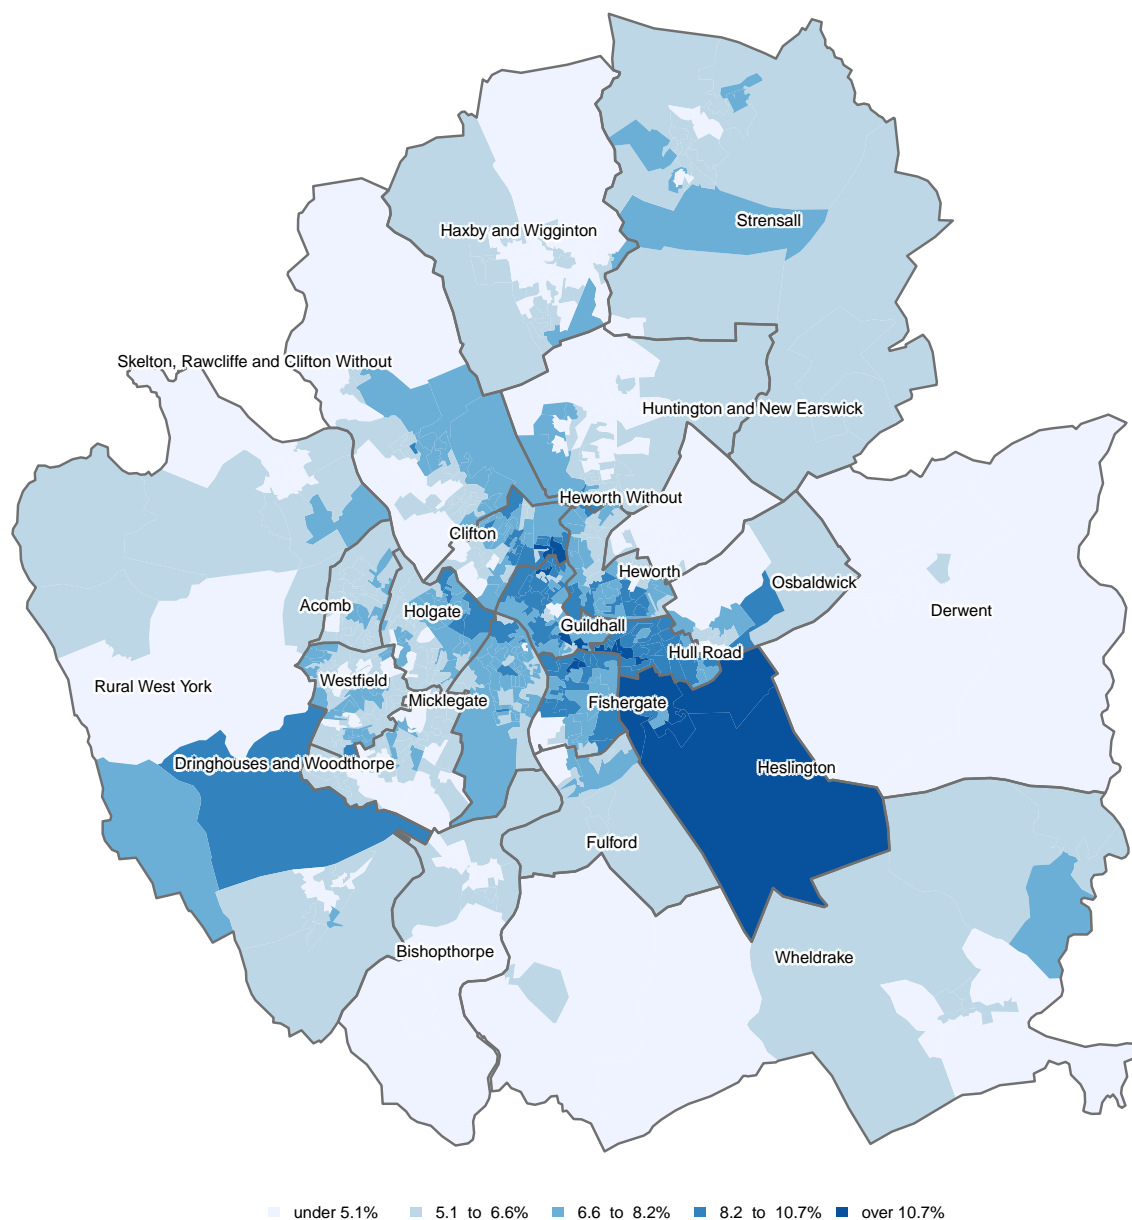 Strensall
Haxby and Wigginton
Skelton, Rawcliffe and Clifton Without
Huntington and New Earswick
Heworth Without
Clifton
Heworth
Osbaldwick
Acomb
Holgate
Derwent
Guildhall
Hull Road
Rural West York
Westfield
Micklegate
Fishergate
Dringhouses and Woodthorpe
Heslington
Fulford
Bishopthorpe
Wheldrake
under 5.1% 5.1 to 6.6% 6.6 to 8.2% 8.2 to 10.7% over 10.7%